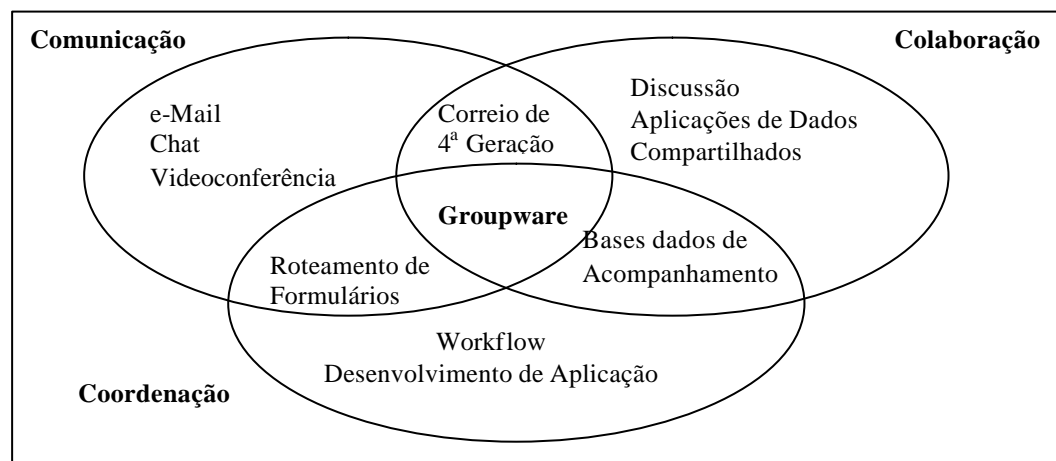 Comunicação
Colaboração
e-Mail
Chat
Videoconferência
Correio de
4ª Geração
Discussão
Aplicações de Dados
Compartilhados
Groupware
Bases dados de
Acompanhamento
Roteamento de
Formulários
Workflow
Desenvolvimento de Aplicação
Coordenação